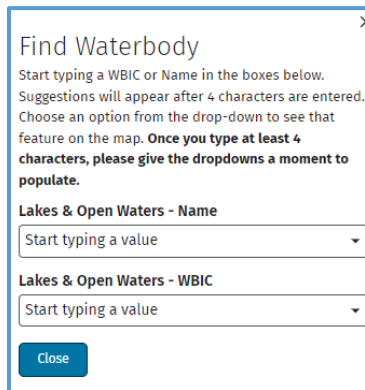 Find Waterbody
Start typing a WBIC or Name in the boxes below.
Suggestions will appear after 4 characters are entered.
Choose an option from the drop-down to see that
feature on the map. Once you type at least 4
characters, please give the dropdowns a moment to
populate.
Lakes & Open Waters - Name
Start typing a value
Lakes & Open Waters - WBIC
Start typing a value
Close